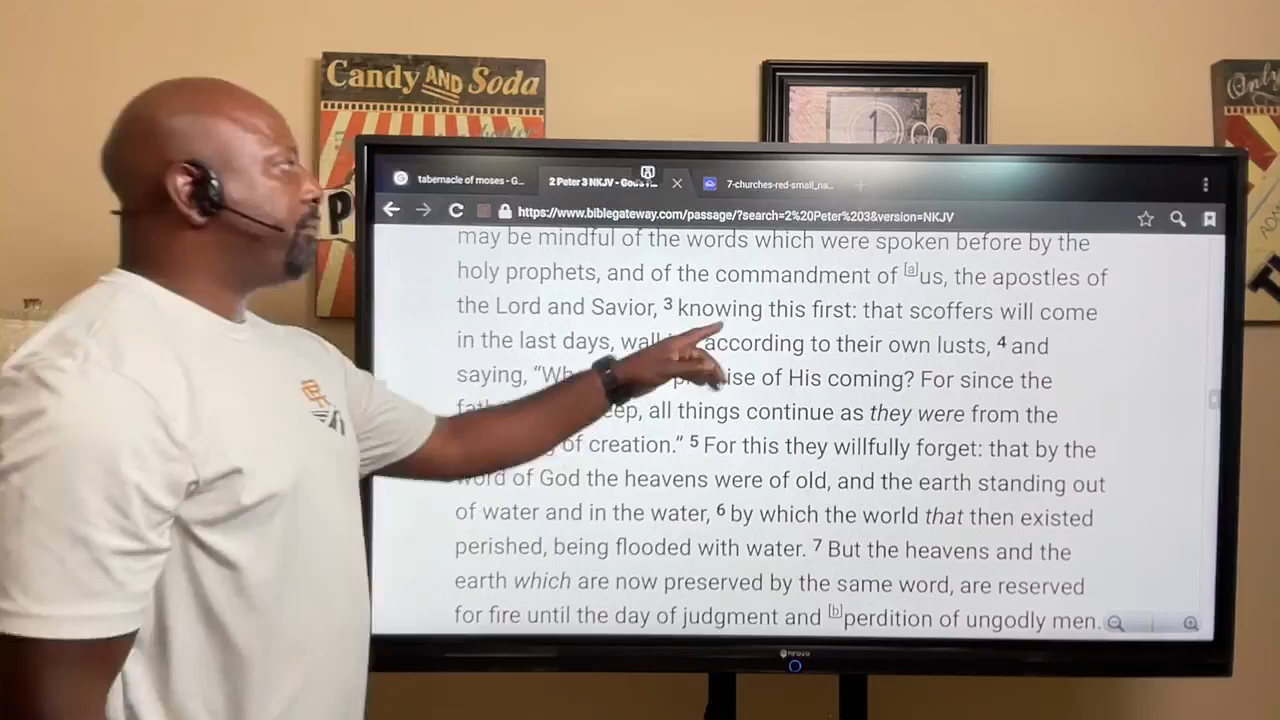 Candy AND Soda
Only
1
tabernacle of moses - G...
2 Peter 3 NKJV - God's I...
7-churches-red-small_na...
https://www.biblegateway.com/passage/?search=2%20Peter%203&version=NKJV
may be mindful of the words which were spoken before by the
holy prophets, and of the commandment of [a]us, the apostles of
the Lord and Savior, 3 knowing this first: that scoffers will come
in the last days, according to their own lusts, 4 and
saying, of His coming? For since the
all things continue as they were from the
of creation.” 5 For this they willfully forget: that by the
word of God the heavens were of old, and the earth standing out
of water and in the water, 6 by which the world that then existed
perished, being flooded with water. 7 But the heavens and the
earth which are now preserved by the same word, are reserved
for fire until the day of judgment and [b]perdition of ungodly men.